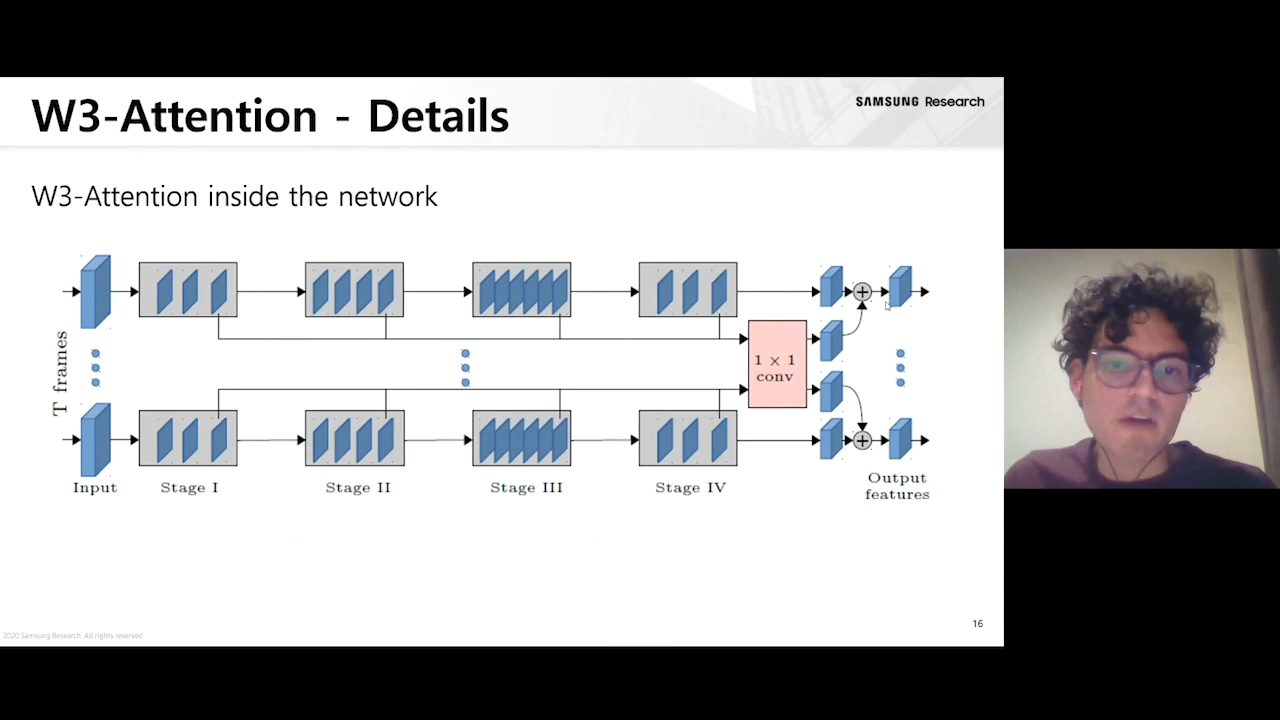 W3-Attention - Details
SAMSUNG Research
W3-Attention inside the network
T frames
1 × 1
conv
Input
Stage I
Stage II
Stage III
Stage IV
Output
features
16
2020 Samsung Research. All rights reserved